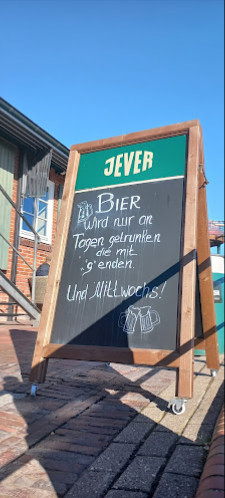 JEVER
BIER
Wird nur an
Tagen getrunken
die mit
„g" enden.
Und Mittwochs!